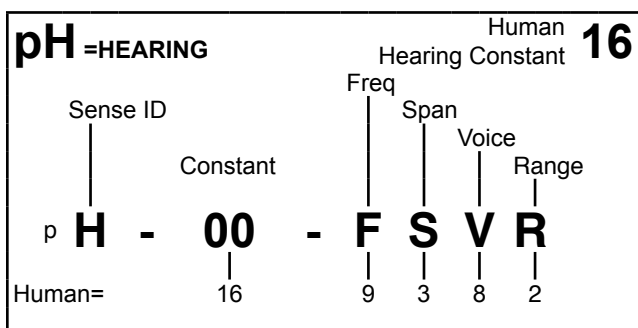 pH =HEARING
Human
Hearing Constant 16
Freq
Sense ID Span
Voice
Constant Range
p H - 00 - F S V R
Human= 16 9 3 8 2